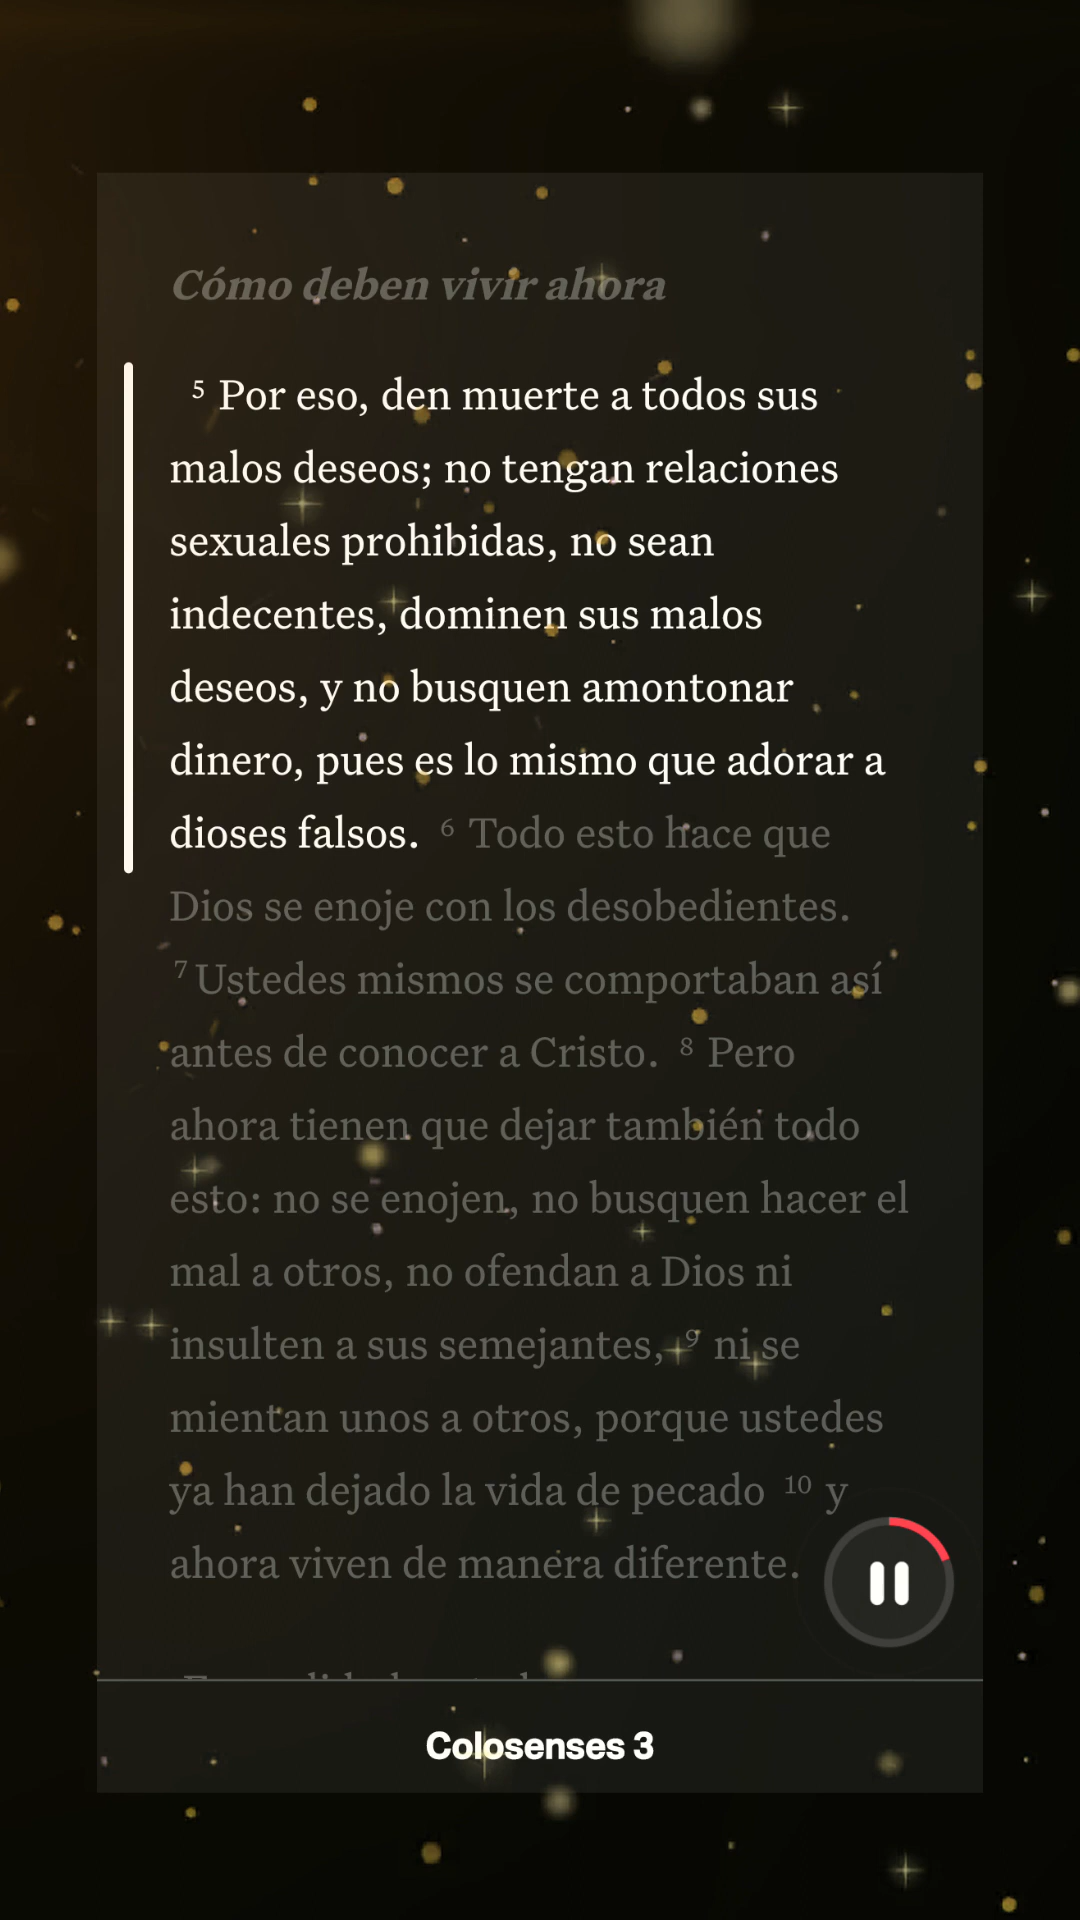 Cómo deben vivir ahora
5 Por eso, den muerte a todos sus
malos deseos; no tengan relaciones
sexuales prohibidas, no sean
indecentes, dominen sus malos
deseos, y no busquen amontonar
dinero, pues es lo mismo que adorar a
dioses falsos. 6 Todo esto hace que
Dios se enoje con los desobedientes.
7 Ustedes mismos se comportaban así
antes de conocer a Cristo. 8 Pero
ahora tienen que dejar también todo
esto: no se enojen, no busquen hacer el
mal a otros, no ofendan a Dios ni
insulten a sus semejantes, 9 ni se
mientan unos a otros, porque ustedes
ya han dejado la vida de pecado 10 y
ahora viven de manera diferente.
Colosenses 3